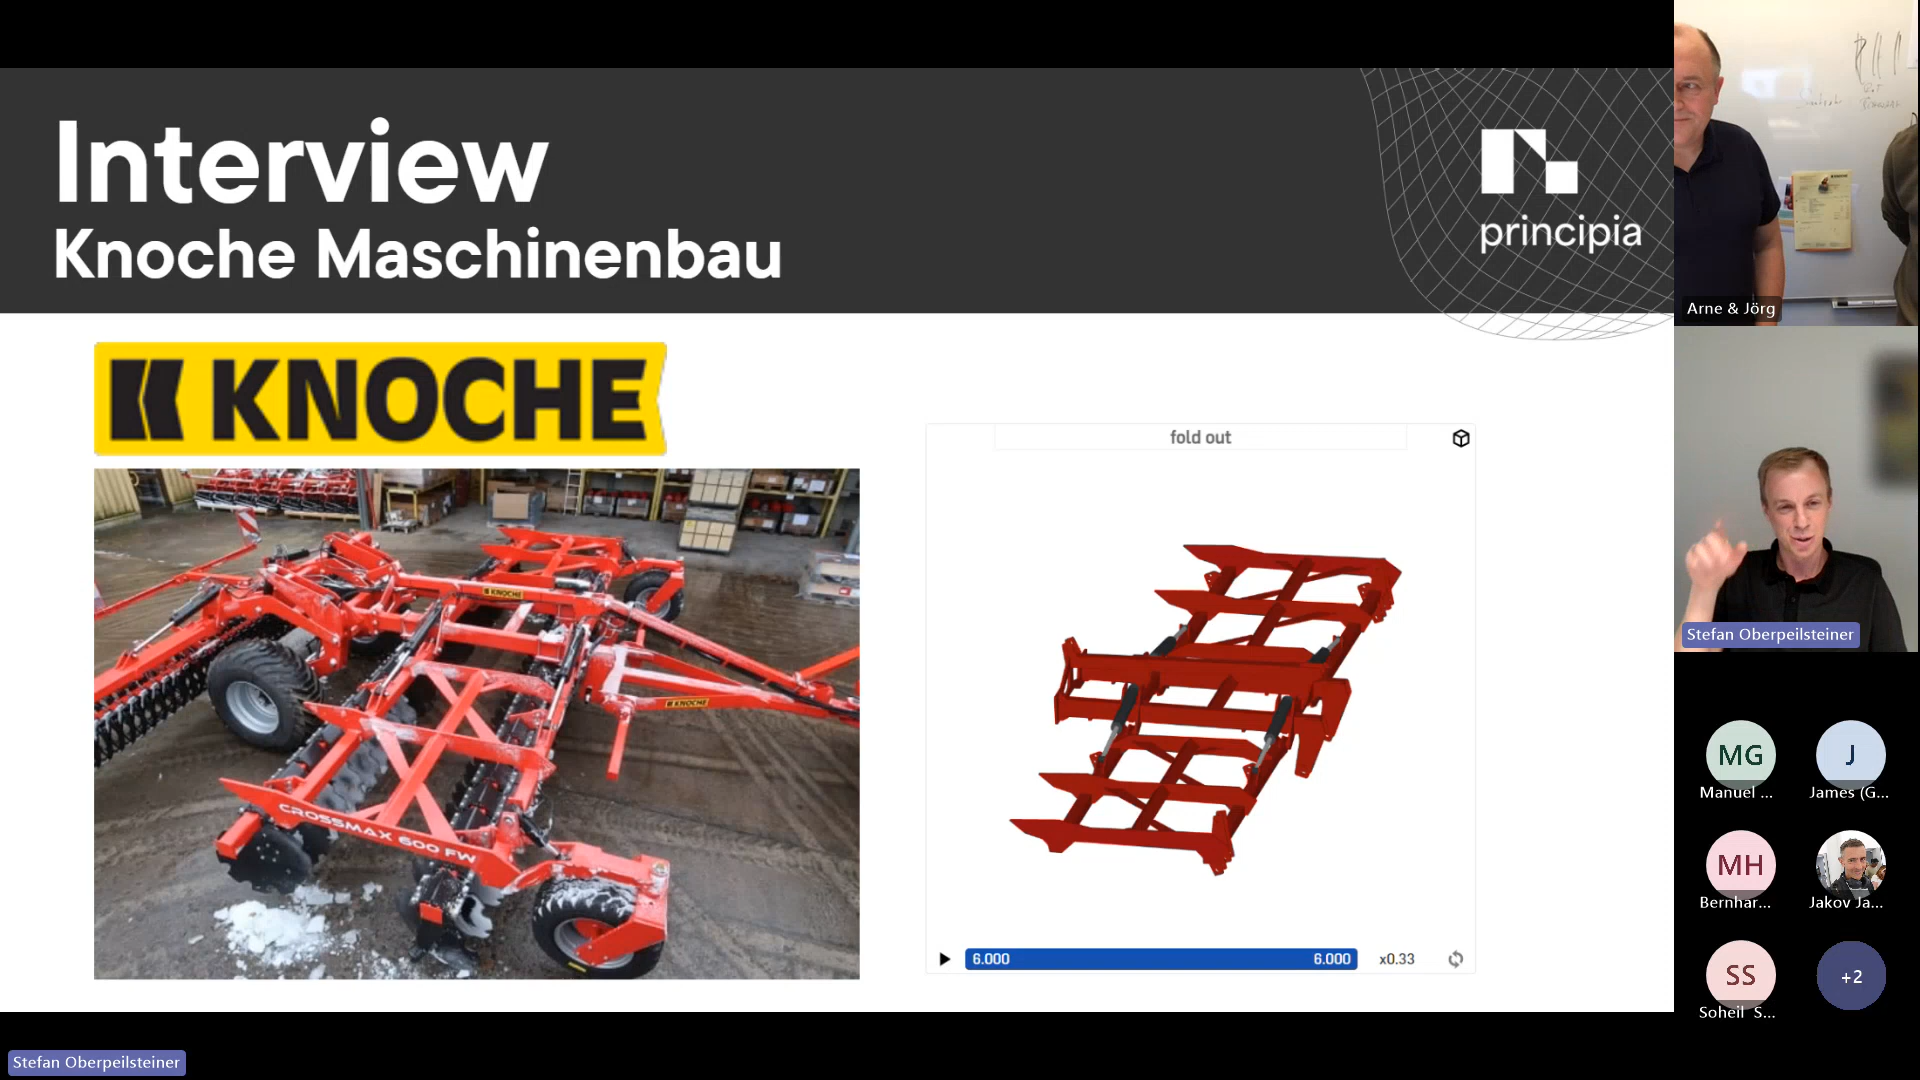 Interview
Knoche Maschinenbau
principia
KNOCHE
KNOCHE
KNOCHE
CROSSMAX 600 FW
fold out
6.000
6.000
x0.33
Arne & Jörg
Stefan Oberpeilsteiner
MG
Manuel ...
J
James (G...
MH
Bernhar...
Jakov Ja...
SS
Soheil S...
+2
Stefan Oberpeilsteiner